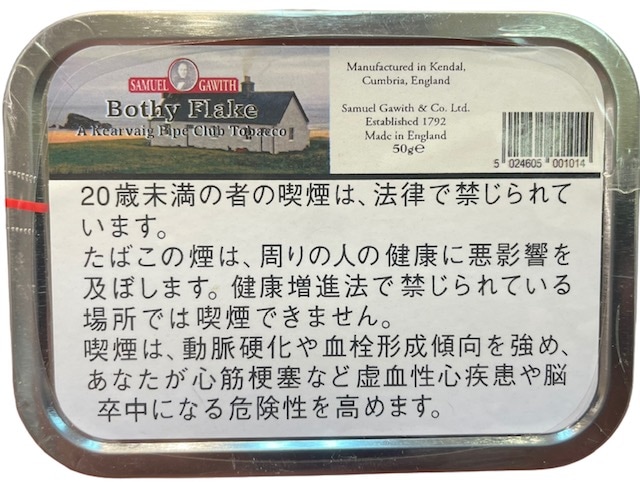 SAMUEL GAWITH
Bothy Flake
A Kearvaig Pipe Club Tobacco
Manufactured in Kendal,
Cumbria, England
Samuel Gawith & Co. Ltd.
Established 1792
Made in England
50g℮
5 024605 001014
20歳未満の者の喫煙は、法律で禁じられて
います。
たばこの煙は、周りの人の健康に悪影響を
及ぼします。健康増進法で禁じられている
場所では喫煙できません。
喫煙は、動脈硬化や血栓形成傾向を強め、
あなたが心筋梗塞など虚血性心疾患や脳
卒中になる危険性を高めます。